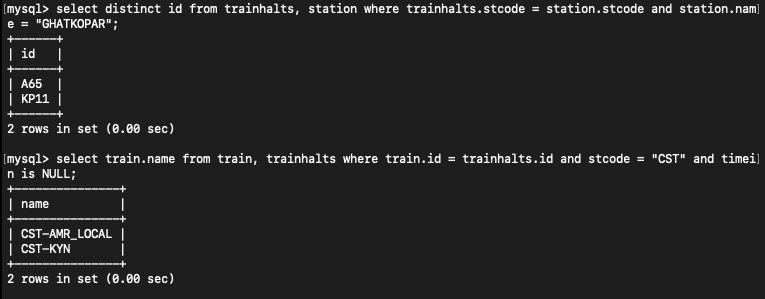 [mysql> select distinct id from trainhalts, station where trainhalts.stcode = station.stcode and station.nam]
e = "GHATKOPAR";
+------+
| id   |
+------+
| A65  |
| KP11 |
+------+
2 rows in set (0.00 sec)

[mysql> select train.name from train, trainhalts where train.id = trainhalts.id and stcode = "CST" and timei]
n is NULL;
+---------------+
| name          |
+---------------+
| CST-AMR_LOCAL |
| CST-KYN       |
+---------------+
2 rows in set (0.00 sec)